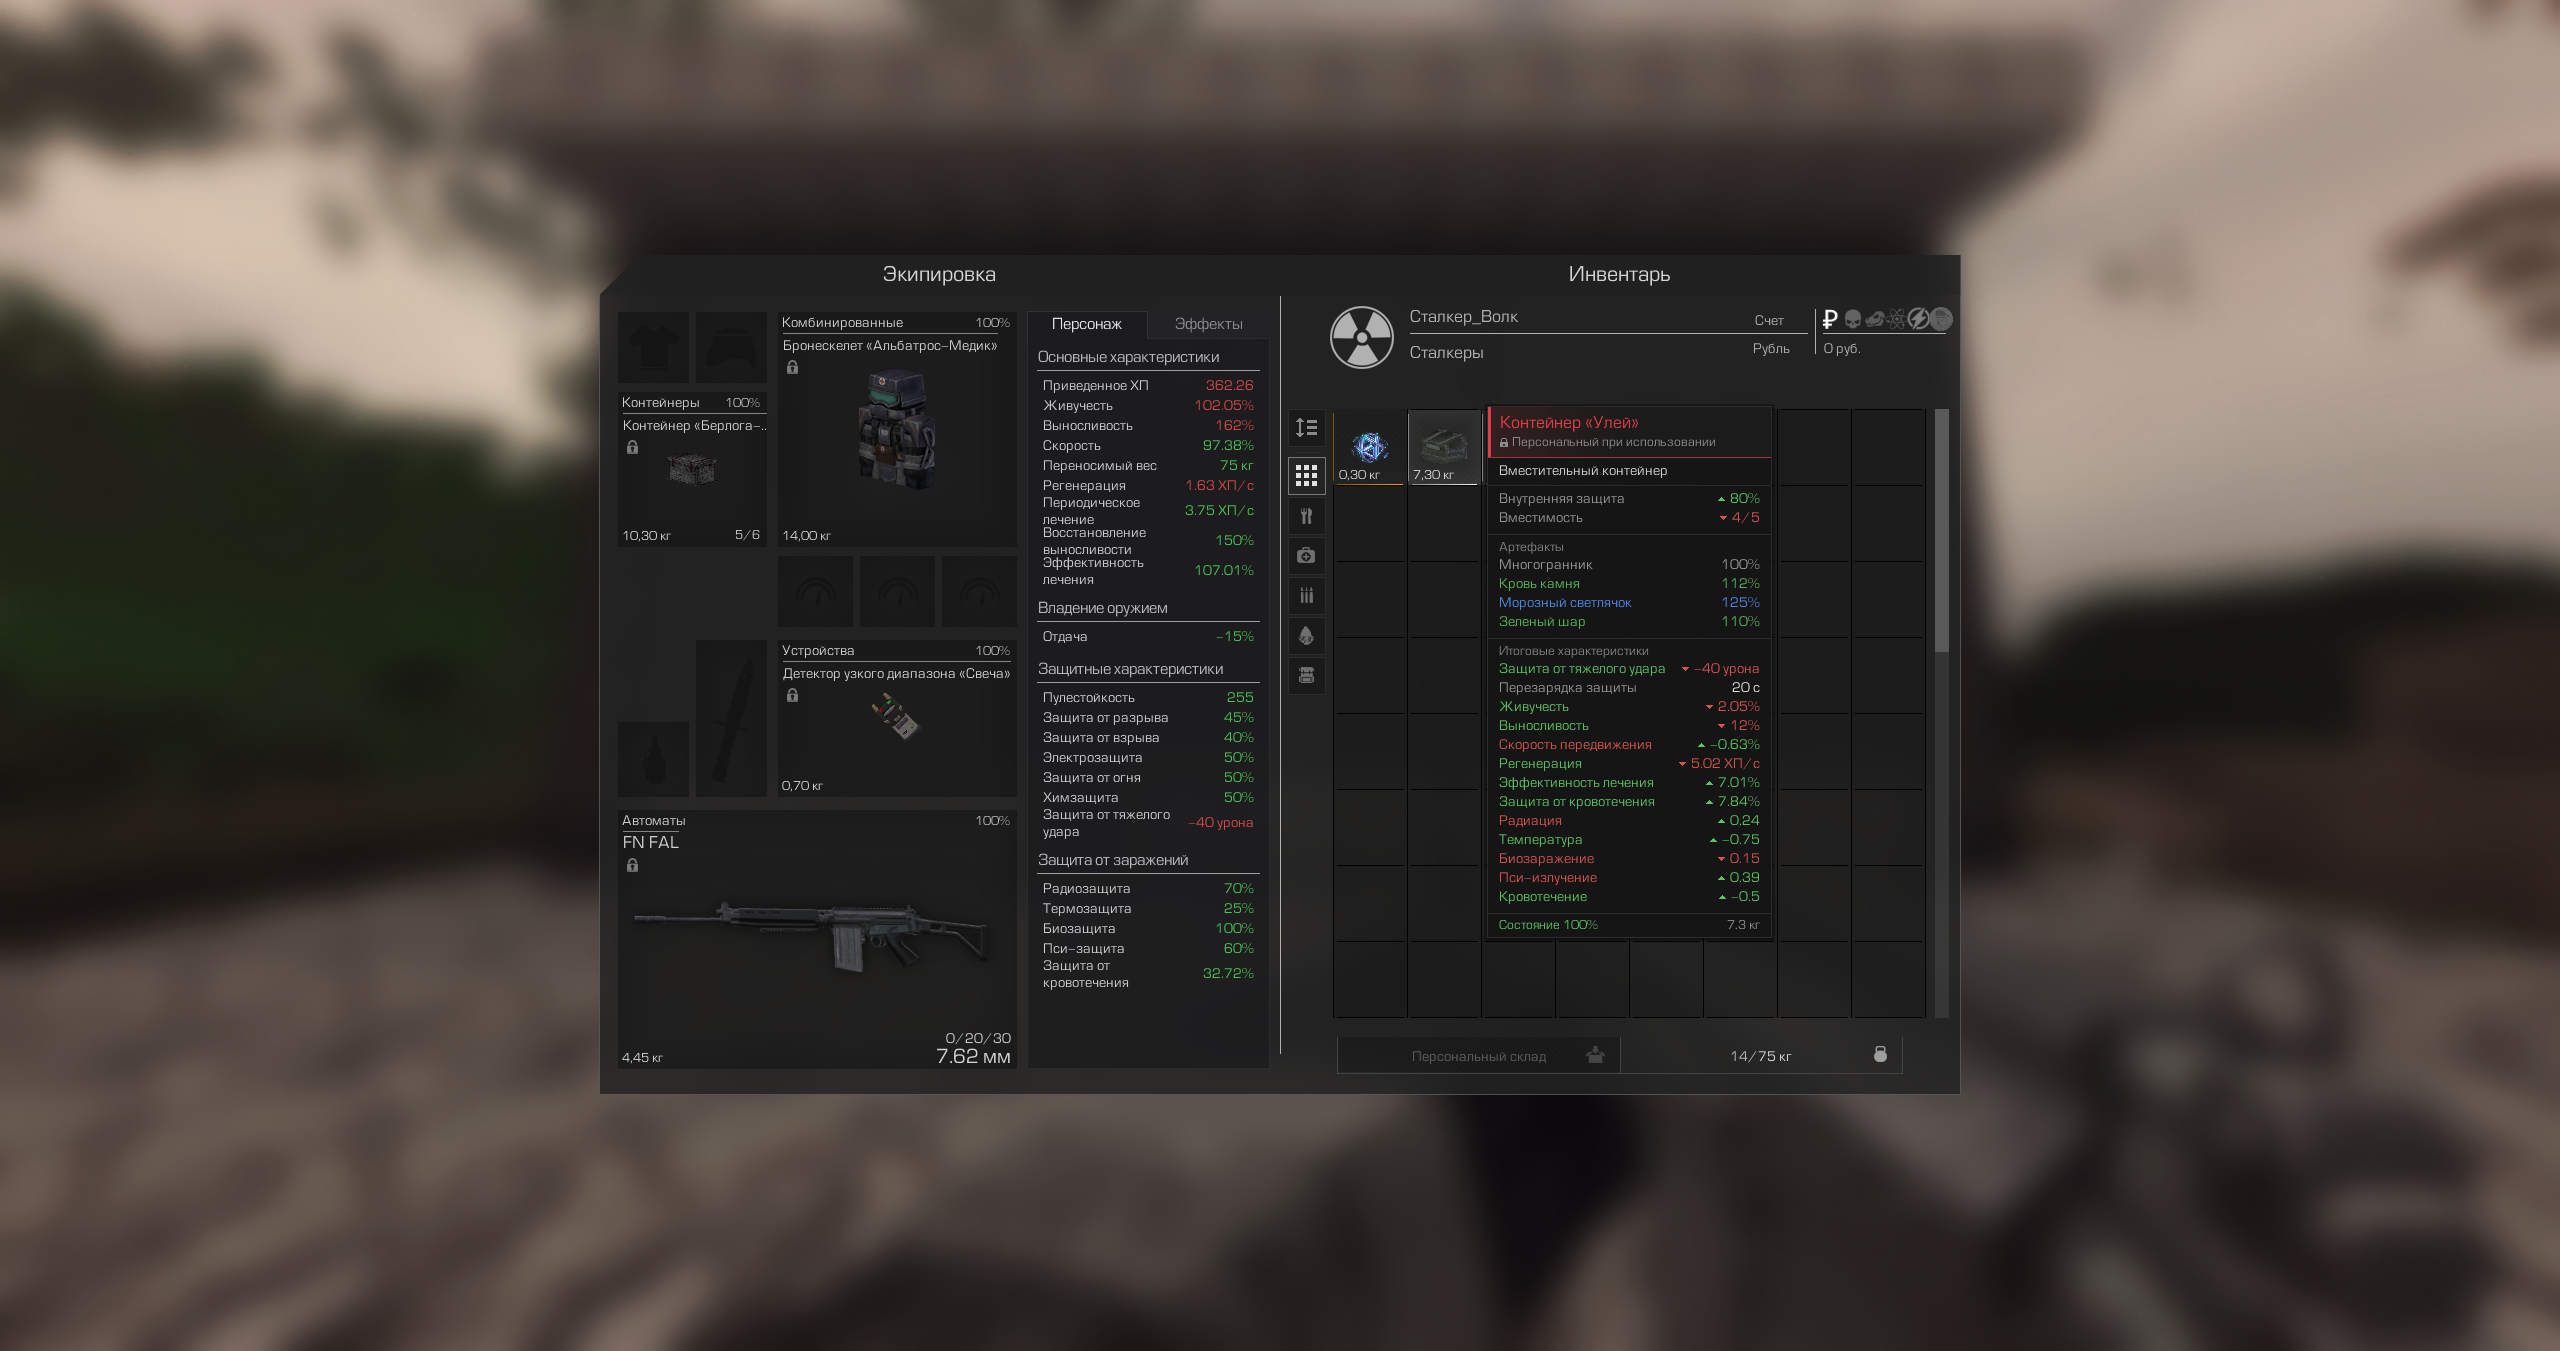 Экипировка
Инвентарь
Комбинированные 100%
Бронескелет «Альбатрос-Медик»
14,00 кг
Контейнеры 100%
Контейнер «Берлога-..
10,30 кг 5/6
Устройства 100%
Детектор узкого диапазона «Свеча»
0,70 кг
Автоматы 100%
FN FAL
4,45 кг
0/20/30
7.62 мм
Персонаж
Эффекты
Основные характеристики
Приведенное ХП 362.26
Живучесть 102.05%
Выносливость 162%
Скорость 97.38%
Переносимый вес 75 кг
Регенерация 1.63 ХП/с
Периодическое
лечение 3.75 ХП/с
Восстановление
выносливости 150%
Эффективность
лечения 107.01%
Владение оружием
Отдача -15%
Защитные характеристики
Пулестойкость 255
Защита от разрыва 45%
Защита от взрыва 40%
Электрозащита 50%
Защита от огня 50%
Химзащита 50%
Защита от тяжелого
удара -40 урона
Защита от заражений
Радиозащита 70%
Термозащита 25%
Биозащита 100%
Пси-защита 60%
Защита от
кровотечения 32.72%
Сталкер_Волк
Сталкеры
Счет
Рубль
₽
0 руб.
0,30 кг
7,30 кг
Контейнер «Улей»
Персональный при использовании
Вместительный контейнер
Внутренняя защита 80%
Вместимость 4/5
Артефакты
Многогранник 100%
Кровь камня 112%
Морозный светлячок 125%
Зеленый шар 110%
Итоговые характеристики
Защита от тяжелого удара -40 урона
Перезарядка защиты 20 с
Живучесть 2.05%
Выносливость 12%
Скорость передвижения -0.63%
Регенерация 5.02 ХП/с
Эффективность лечения 7.01%
Защита от кровотечения 7.84%
Радиация 0.24
Температура -0.75
Биозаражение 0.15
Пси-излучение 0.39
Кровотечение -0.5
Состояние 100% 7.3 кг
Персональный склад
14/75 кг